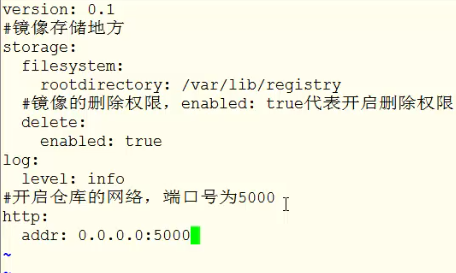 version: 0.1
#镜像存储地方
storage:
  filesystem:
    rootdirectory: /var/lib/registry
  #镜像的删除权限，enabled: true代表开启删除权限
  delete:
    enabled: true
log:
  level: info
#开启仓库的网络，端口号为5000
http:
  addr: 0.0.0.0:5000
~
~